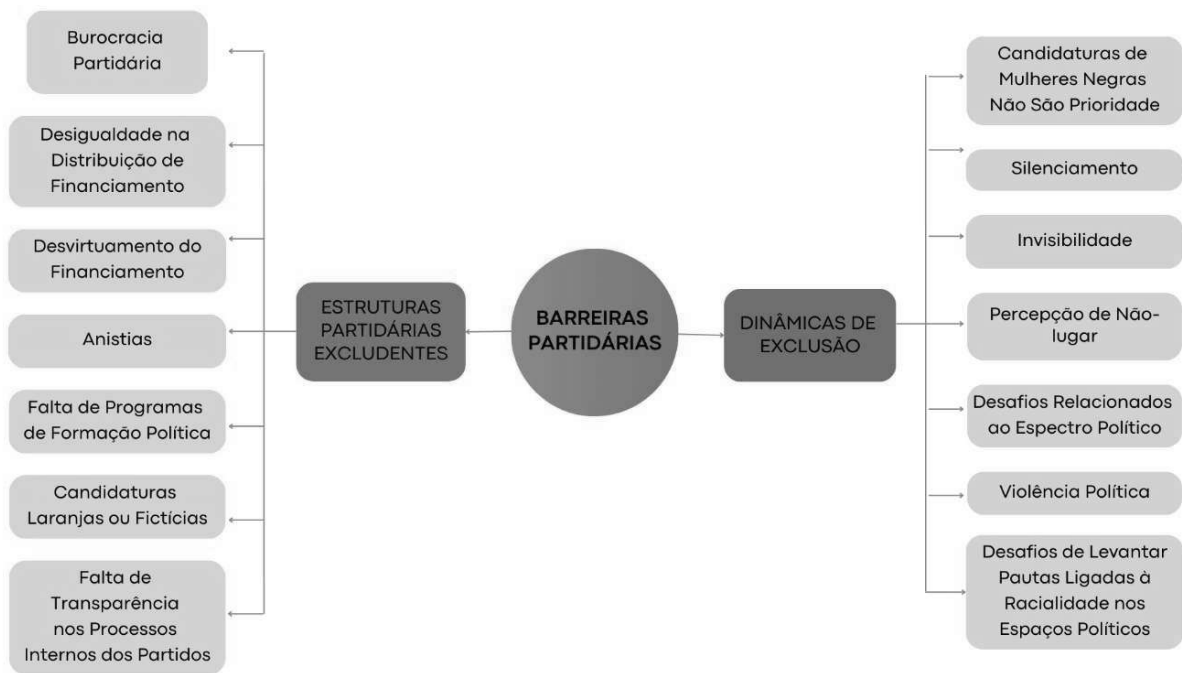 Burocracia
Partidária
Desigualdade na
Distribuição de
Financiamento
Desvirtuamento do
Financiamento
Anistias
Falta de Programas
de Formação Política
Candidaturas
Laranjas ou Fictícias
Falta de
Transparência
nos Processos
Internos dos Partidos
ESTRUTURAS
PARTIDÁRIAS
EXCLUDENTES
BARREIRAS
PARTIDÁRIAS
DINÂMICAS DE
EXCLUSÃO
Candidaturas de
Mulheres Negras
Não São Prioridade
Silenciamento
Invisibilidade
Percepção de Não-
lugar
Desafios Relacionados
ao Espectro Político
Violência Política
Desafios de Levantar
Pautas Ligadas à
Racialidade nos
Espaços Políticos